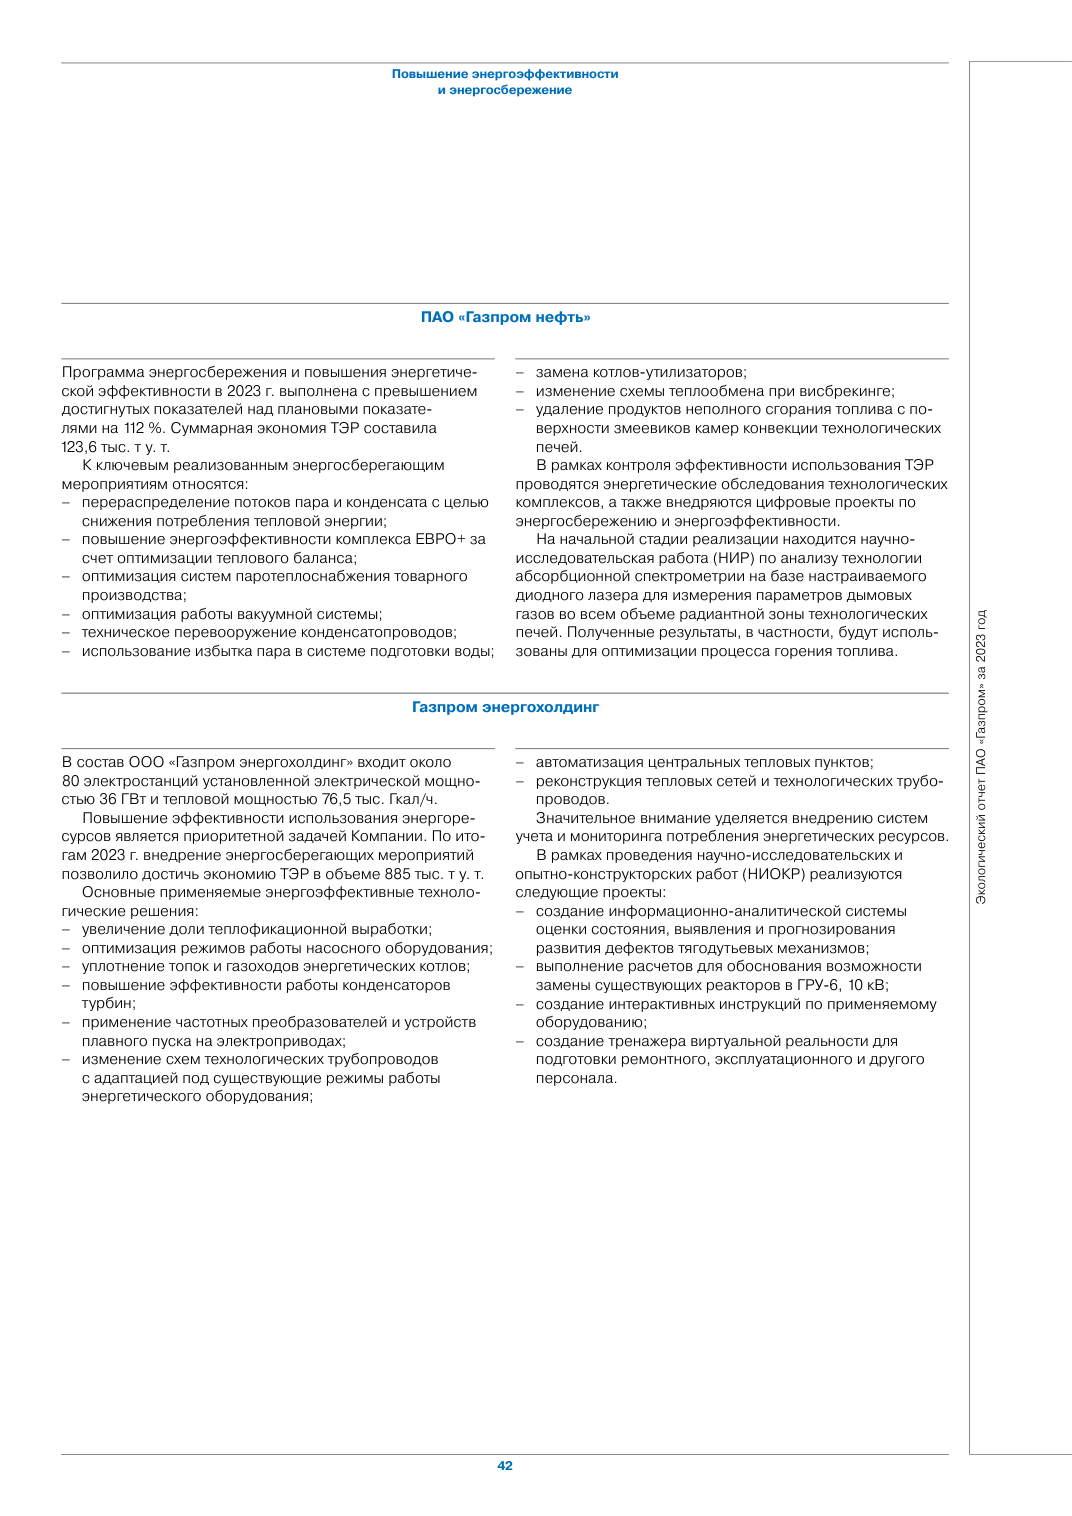 Повышение энергоэффективности
и энергосбережение
ПАО «Газпром нефть»
Программа энергосбережения и повышения энергетиче-
ской эффективности в 2023 г. выполнена с превышением
достигнутых показателей над плановыми показате-
лями на 112 %. Суммарная экономия ТЭР составила
123,6 тыс. т у. т.
К ключевым реализованным энергосберегающим
мероприятиям относятся:
– перераспределение потоков пара и конденсата с целью
снижения потребления тепловой энергии;
– повышение энергоэффективности комплекса ЕВРО+ за
счет оптимизации теплового баланса;
– оптимизация систем паротеплоснабжения товарного
производства;
– оптимизация работы вакуумной системы;
– техническое перевооружение конденсатопроводов;
– использование избытка пара в системе подготовки воды;
– замена котлов-утилизаторов;
– изменение схемы теплообмена при висбрекинге;
– удаление продуктов неполного сгорания топлива с по-
верхности змеевиков камер конвекции технологических
печей.
В рамках контроля эффективности использования ТЭР
проводятся энергетические обследования технологических
комплексов, а также внедряются цифровые проекты по
энергосбережению и энергоэффективности.
На начальной стадии реализации находится научно-
исследовательская работа (НИР) по анализу технологии
абсорбционной спектрометрии на базе настраиваемого
диодного лазера для измерения параметров дымовых
газов во всем объеме радиантной зоны технологических
печей. Полученные результаты, в частности, будут исполь-
зованы для оптимизации процесса горения топлива.
Газпром энергохолдинг
В состав ООО «Газпром энергохолдинг» входит около
80 электростанций установленной электрической мощно-
стью 36 ГВт и тепловой мощностью 76,5 тыс. Гкал/ч.
Повышение эффективности использования энергоре-
сурсов является приоритетной задачей Компании. По ито-
гам 2023 г. внедрение энергосберегающих мероприятий
позволило достичь экономию ТЭР в объеме 885 тыс. т у. т.
Основные применяемые энергоэффективные техноло-
гические решения:
– увеличение доли теплофикационной выработки;
– оптимизация режимов работы насосного оборудования;
– уплотнение топок и газоходов энергетических котлов;
– повышение эффективности работы конденсаторов
турбин;
– применение частотных преобразователей и устройств
плавного пуска на электроприводах;
– изменение схем технологических трубопроводов
с адаптацией под существующие режимы работы
энергетического оборудования;
– автоматизация центральных тепловых пунктов;
– реконструкция тепловых сетей и технологических трубо-
проводов.
Значительное внимание уделяется внедрению систем
учета и мониторинга потребления энергетических ресурсов.
В рамках проведения научно-исследовательских и
опытно-конструкторских работ (НИОКР) реализуются
следующие проекты:
– создание информационно-аналитической системы
оценки состояния, выявления и прогнозирования
развития дефектов тягодутьевых механизмов;
– выполнение расчетов для обоснования возможности
замены существующих реакторов в ГРУ-6, 10 кВ;
– создание интерактивных инструкций по применяемому
оборудованию;
– создание тренажера виртуальной реальности для
подготовки ремонтного, эксплуатационного и другого
персонала.
Экологический отчет ПАО «Газпром» за 2023 год
42